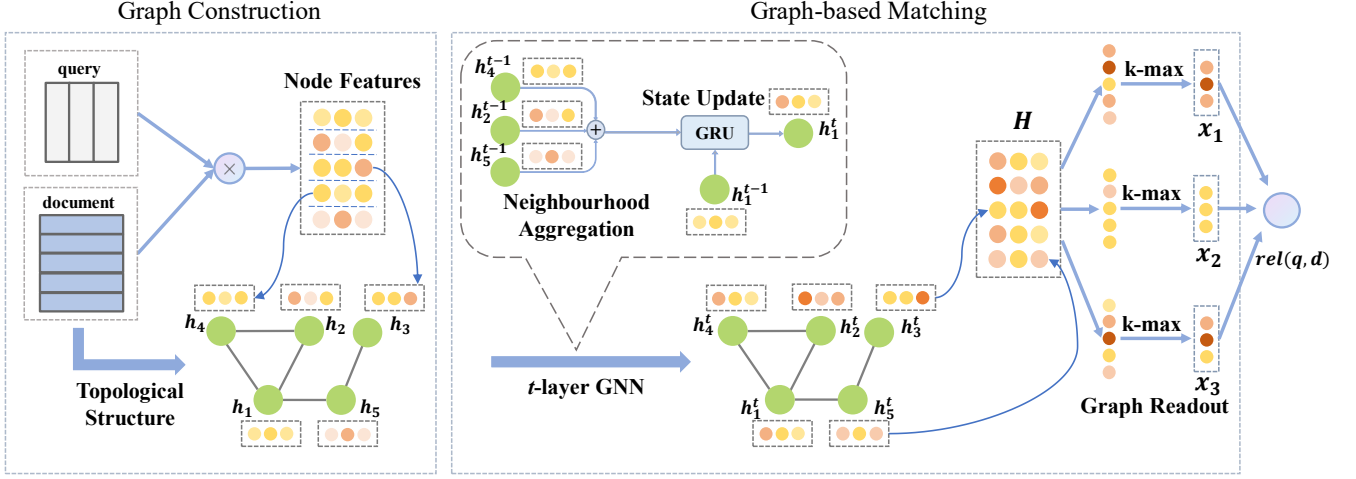 Graph Construction
Graph-based Matching
query
document
×
Node Features
Topological
Structure
h₄
h₂
h₃
h₁
h₅
h₄ᵗ⁻¹
h₂ᵗ⁻¹
h₅ᵗ⁻¹
+
Neighbourhood
Aggregation
State Update
GRU
h₁ᵗ
h₁ᵗ⁻¹
t-layer GNN
h₄ᵗ
h₂ᵗ
h₃ᵗ
h₁ᵗ
h₅ᵗ
H
k-max
x₁
k-max
x₂
k-max
x₃
Graph Readout
rel(q, d)